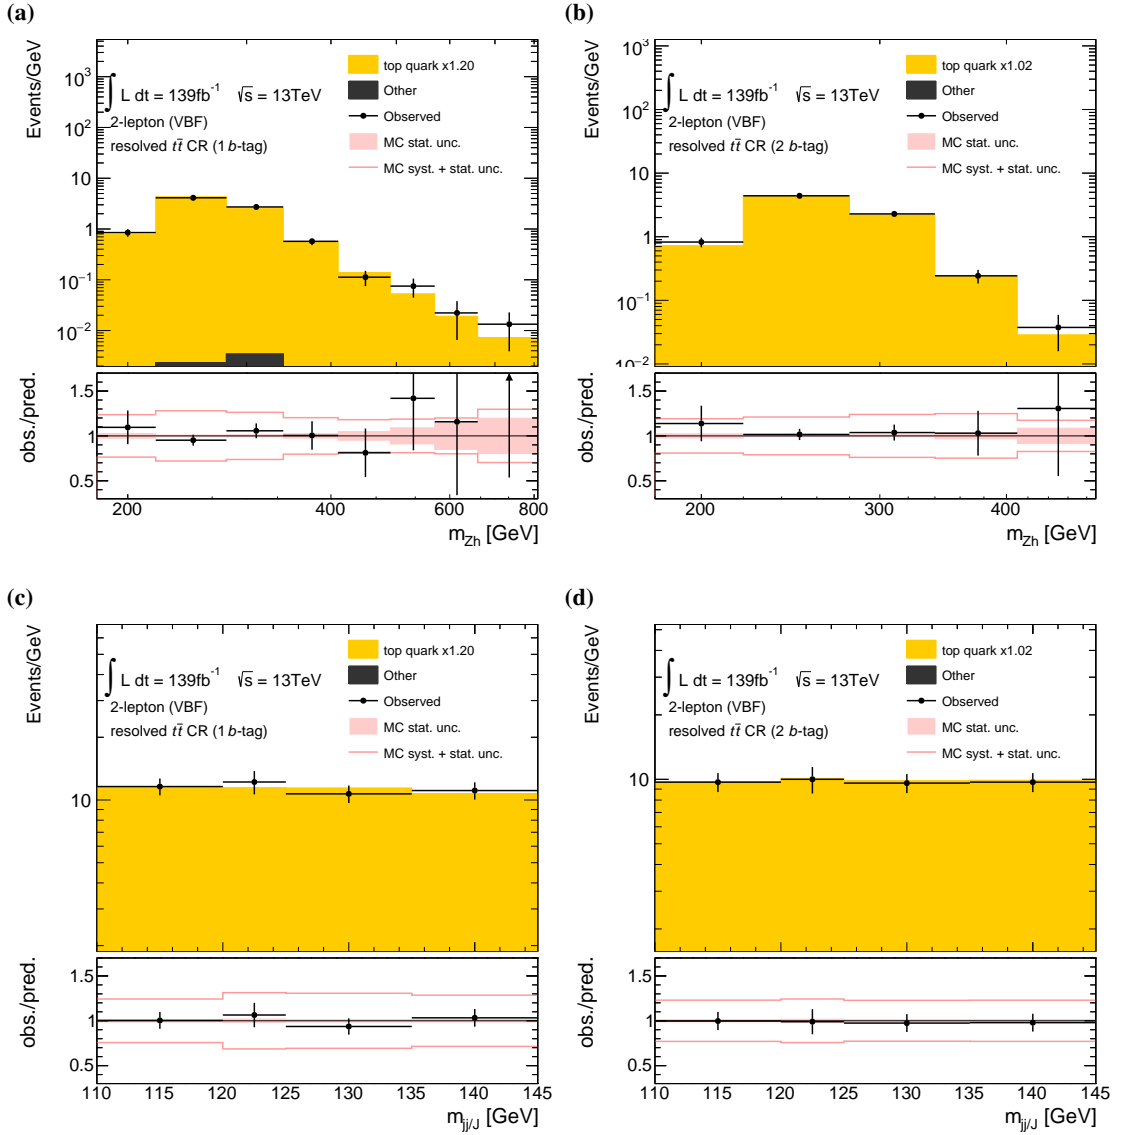 (a)
Events/GeV
10³
10²
10
1
10⁻¹
10⁻²
∫ L dt = 139fb⁻¹ √s = 13TeV
2-lepton (VBF)
resolved tt̄ CR (1 b-tag)
top quark x1.20
Other
Observed
MC stat. unc.
MC syst. + stat. unc.
obs./pred.
1.5
1
0.5
200 400 600 800
m_Zh [GeV]
(b)
Events/GeV
10³
10²
10
1
10⁻¹
10⁻²
∫ L dt = 139fb⁻¹ √s = 13TeV
2-lepton (VBF)
resolved tt̄ CR (2 b-tag)
top quark x1.02
Other
Observed
MC stat. unc.
MC syst. + stat. unc.
obs./pred.
1.5
1
0.5
200 300 400
m_Zh [GeV]
(c)
Events/GeV
10
∫ L dt = 139fb⁻¹ √s = 13TeV
2-lepton (VBF)
resolved tt̄ CR (1 b-tag)
top quark x1.20
Other
Observed
MC stat. unc.
MC syst. + stat. unc.
obs./pred.
1.5
1
0.5
110 115 120 125 130 135 140 145
m_jj/J [GeV]
(d)
Events/GeV
10
∫ L dt = 139fb⁻¹ √s = 13TeV
2-lepton (VBF)
resolved tt̄ CR (2 b-tag)
top quark x1.02
Other
Observed
MC stat. unc.
MC syst. + stat. unc.
obs./pred.
1.5
1
0.5
110 115 120 125 130 135 140 145
m_jj/J [GeV]